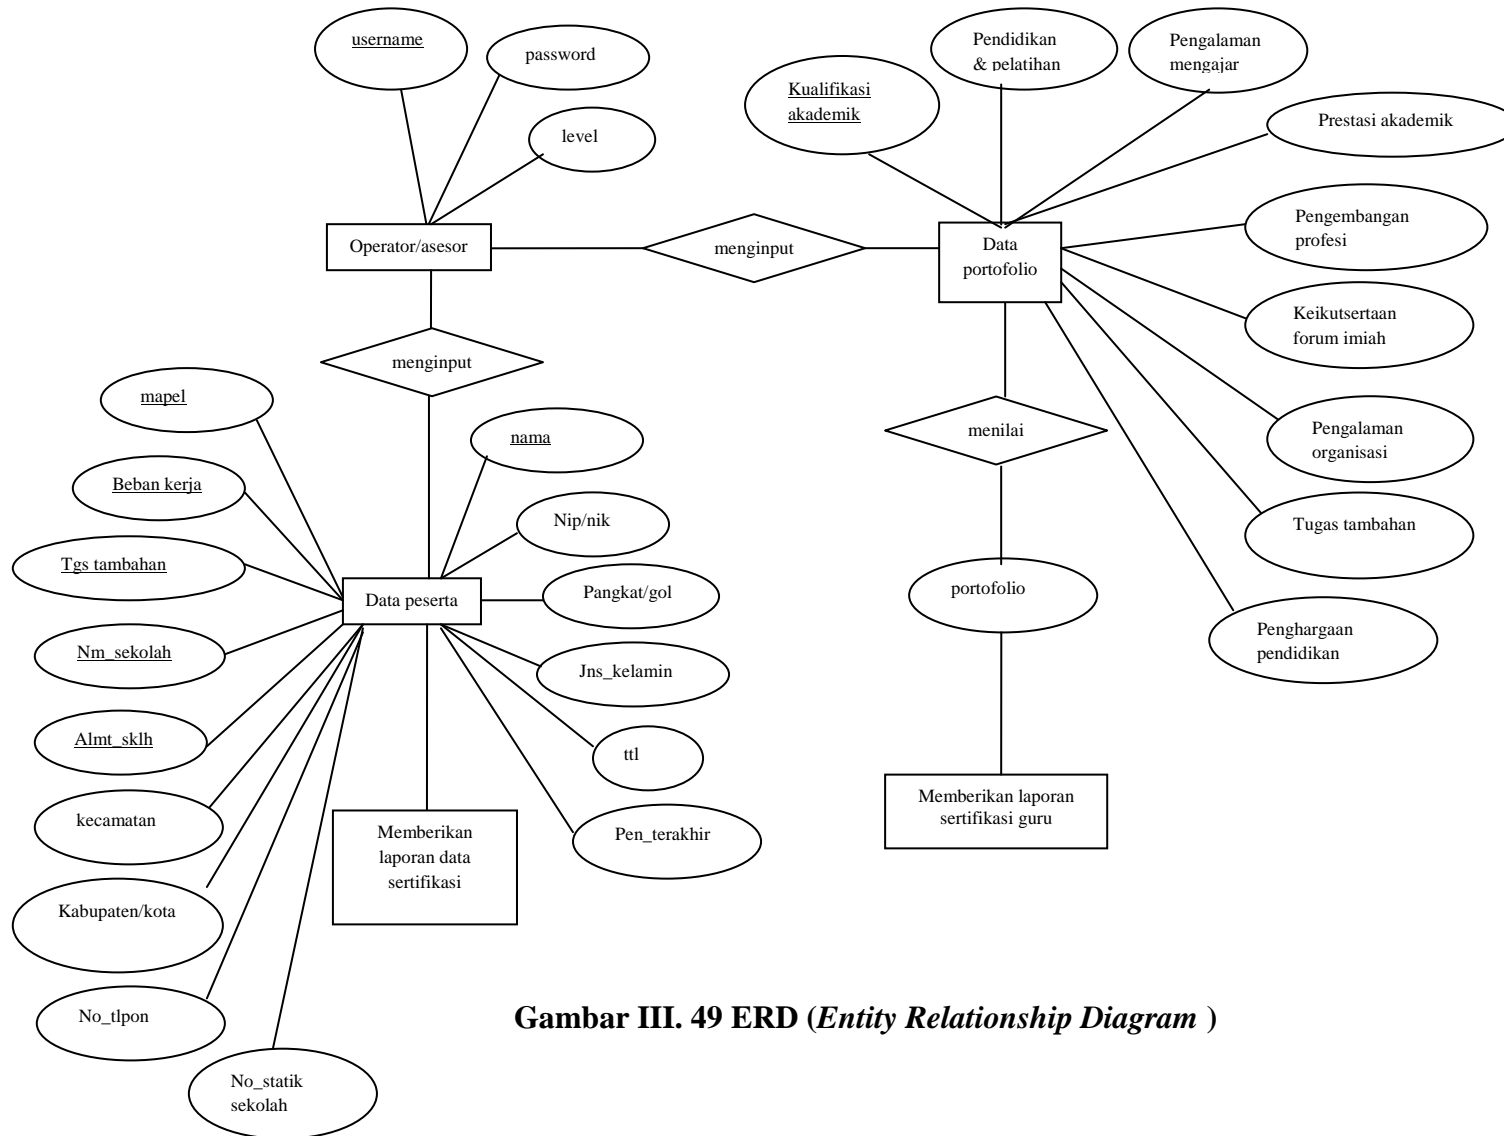 username
password
level
Kualifikasi
akademik
Pendidikan
& pelatihan
Pengalaman
mengajar
Prestasi akademik
Operator/asesor
menginput
Data
portofolio
Pengembangan
profesi
Keikutsertaan
forum imiah
menginput
mapel
nama
menilai
Pengalaman
organisasi
Beban kerja
Nip/nik
Tugas tambahan
Tgs tambahan
Data peserta
Pangkat/gol
portofolio
Penghargaan
pendidikan
Nm_sekolah
Jns_kelamin
Almt_sklh
ttl
kecamatan
Memberikan
laporan data
sertifikasi
Pen_terakhir
Memberikan laporan
sertifikasi guru
Kabupaten/kota
No_tlpon
No_statik
sekolah
Gambar III. 49 ERD (Entity Relationship Diagram )